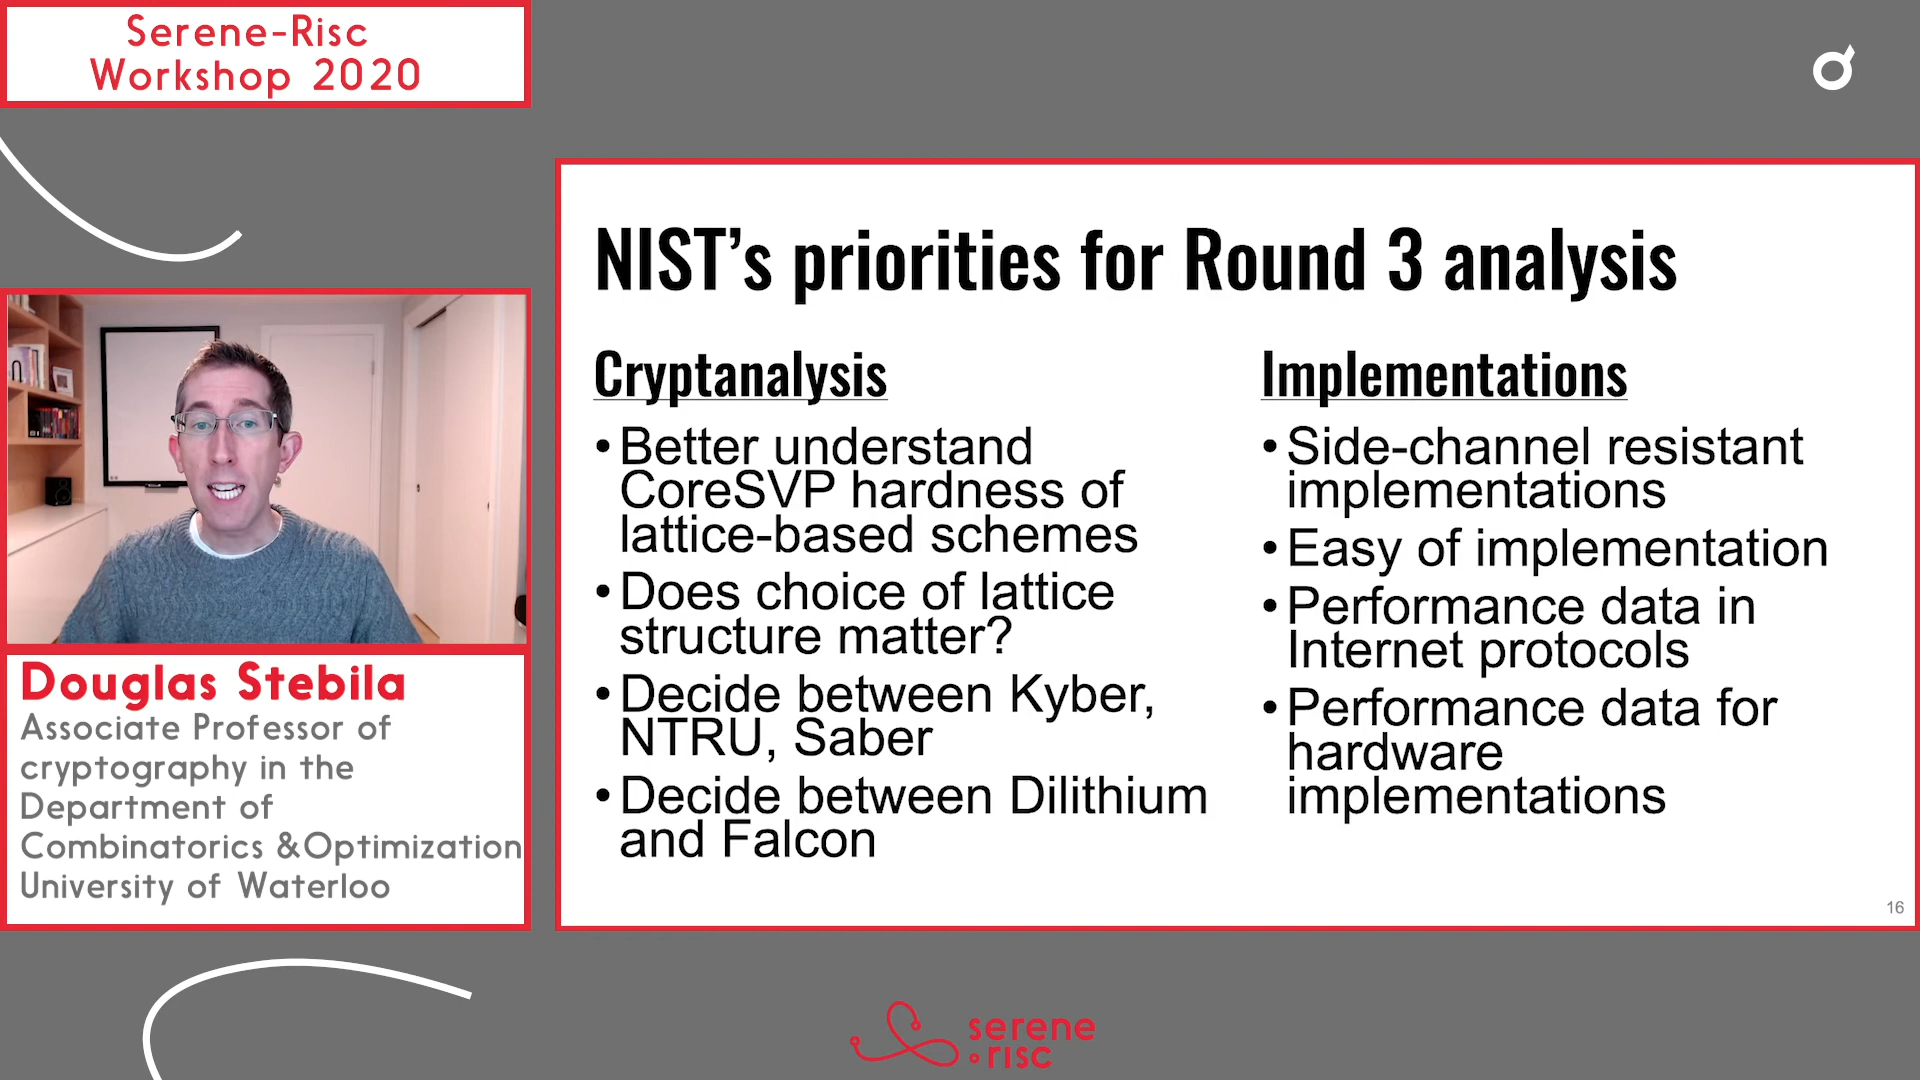 Serene-Risc
Workshop 2020
NIST’s priorities for Round 3 analysis
Cryptanalysis
• Better understand
CoreSVP hardness of
lattice-based schemes
• Does choice of lattice
structure matter?
• Decide between Kyber,
NTRU, Saber
• Decide between Dilithium
and Falcon
Implementations
• Side-channel resistant
implementations
• Easy of implementation
• Performance data in
Internet protocols
• Performance data for
hardware
implementations
16
Douglas Stebila
Associate Professor of
cryptography in the
Department of
Combinatorics &Optimization
University of Waterloo
serene
risc